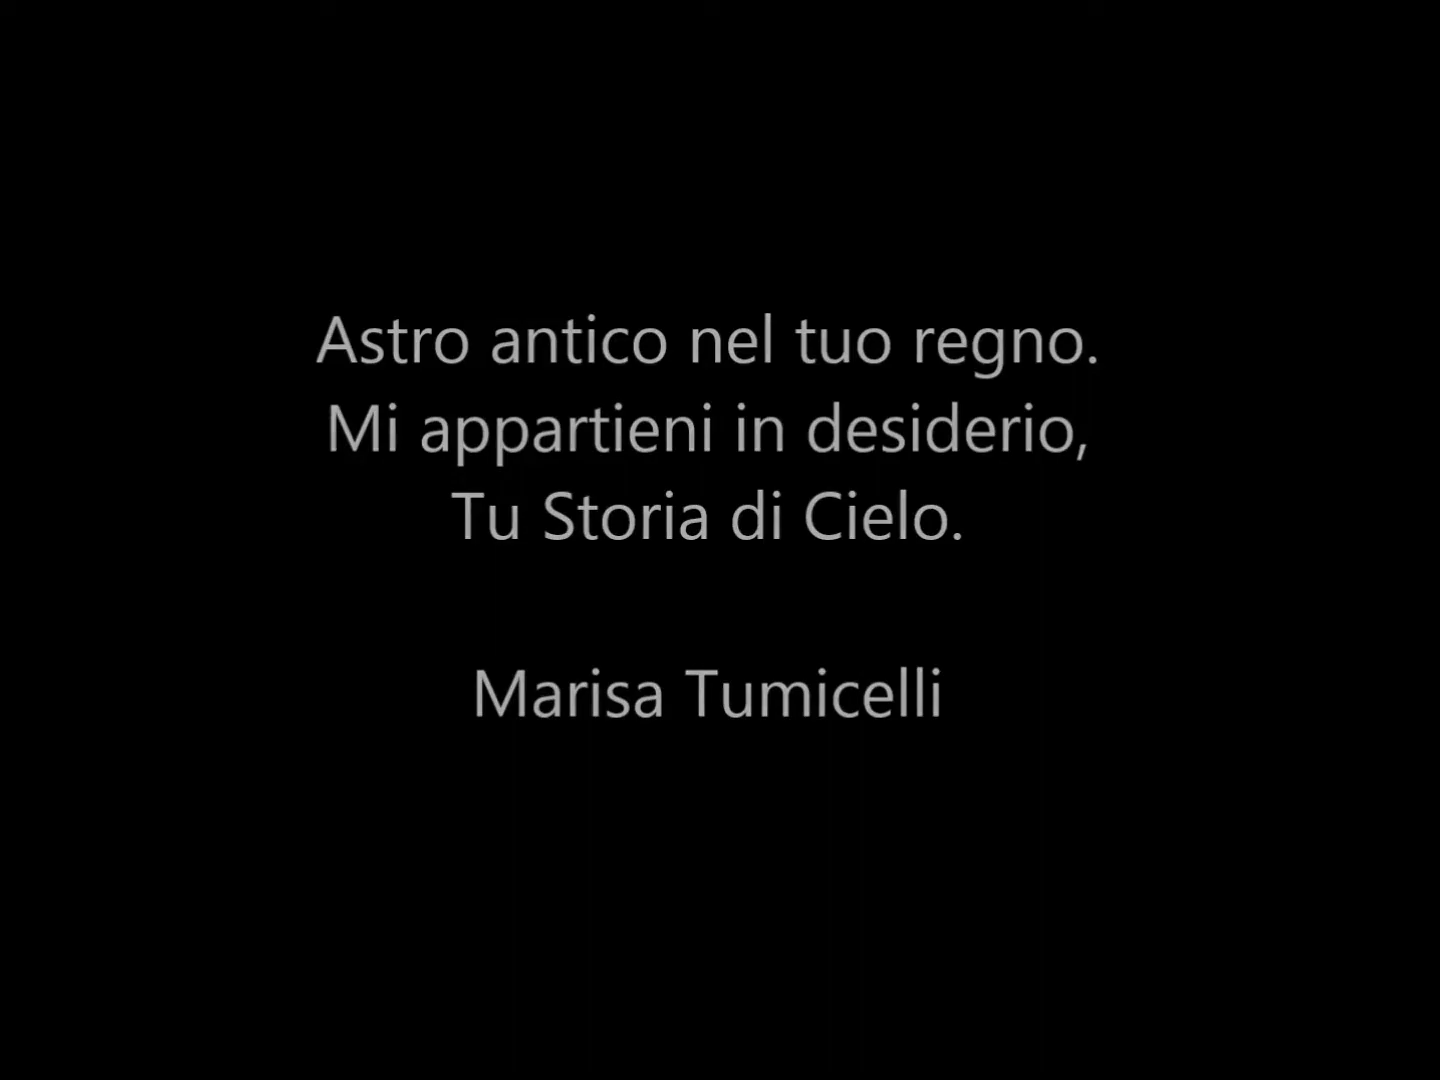 Astro antico nel tuo regno.
Mi appartieni in desiderio,
Tu Storia di Cielo.
Marisa Tumicelli